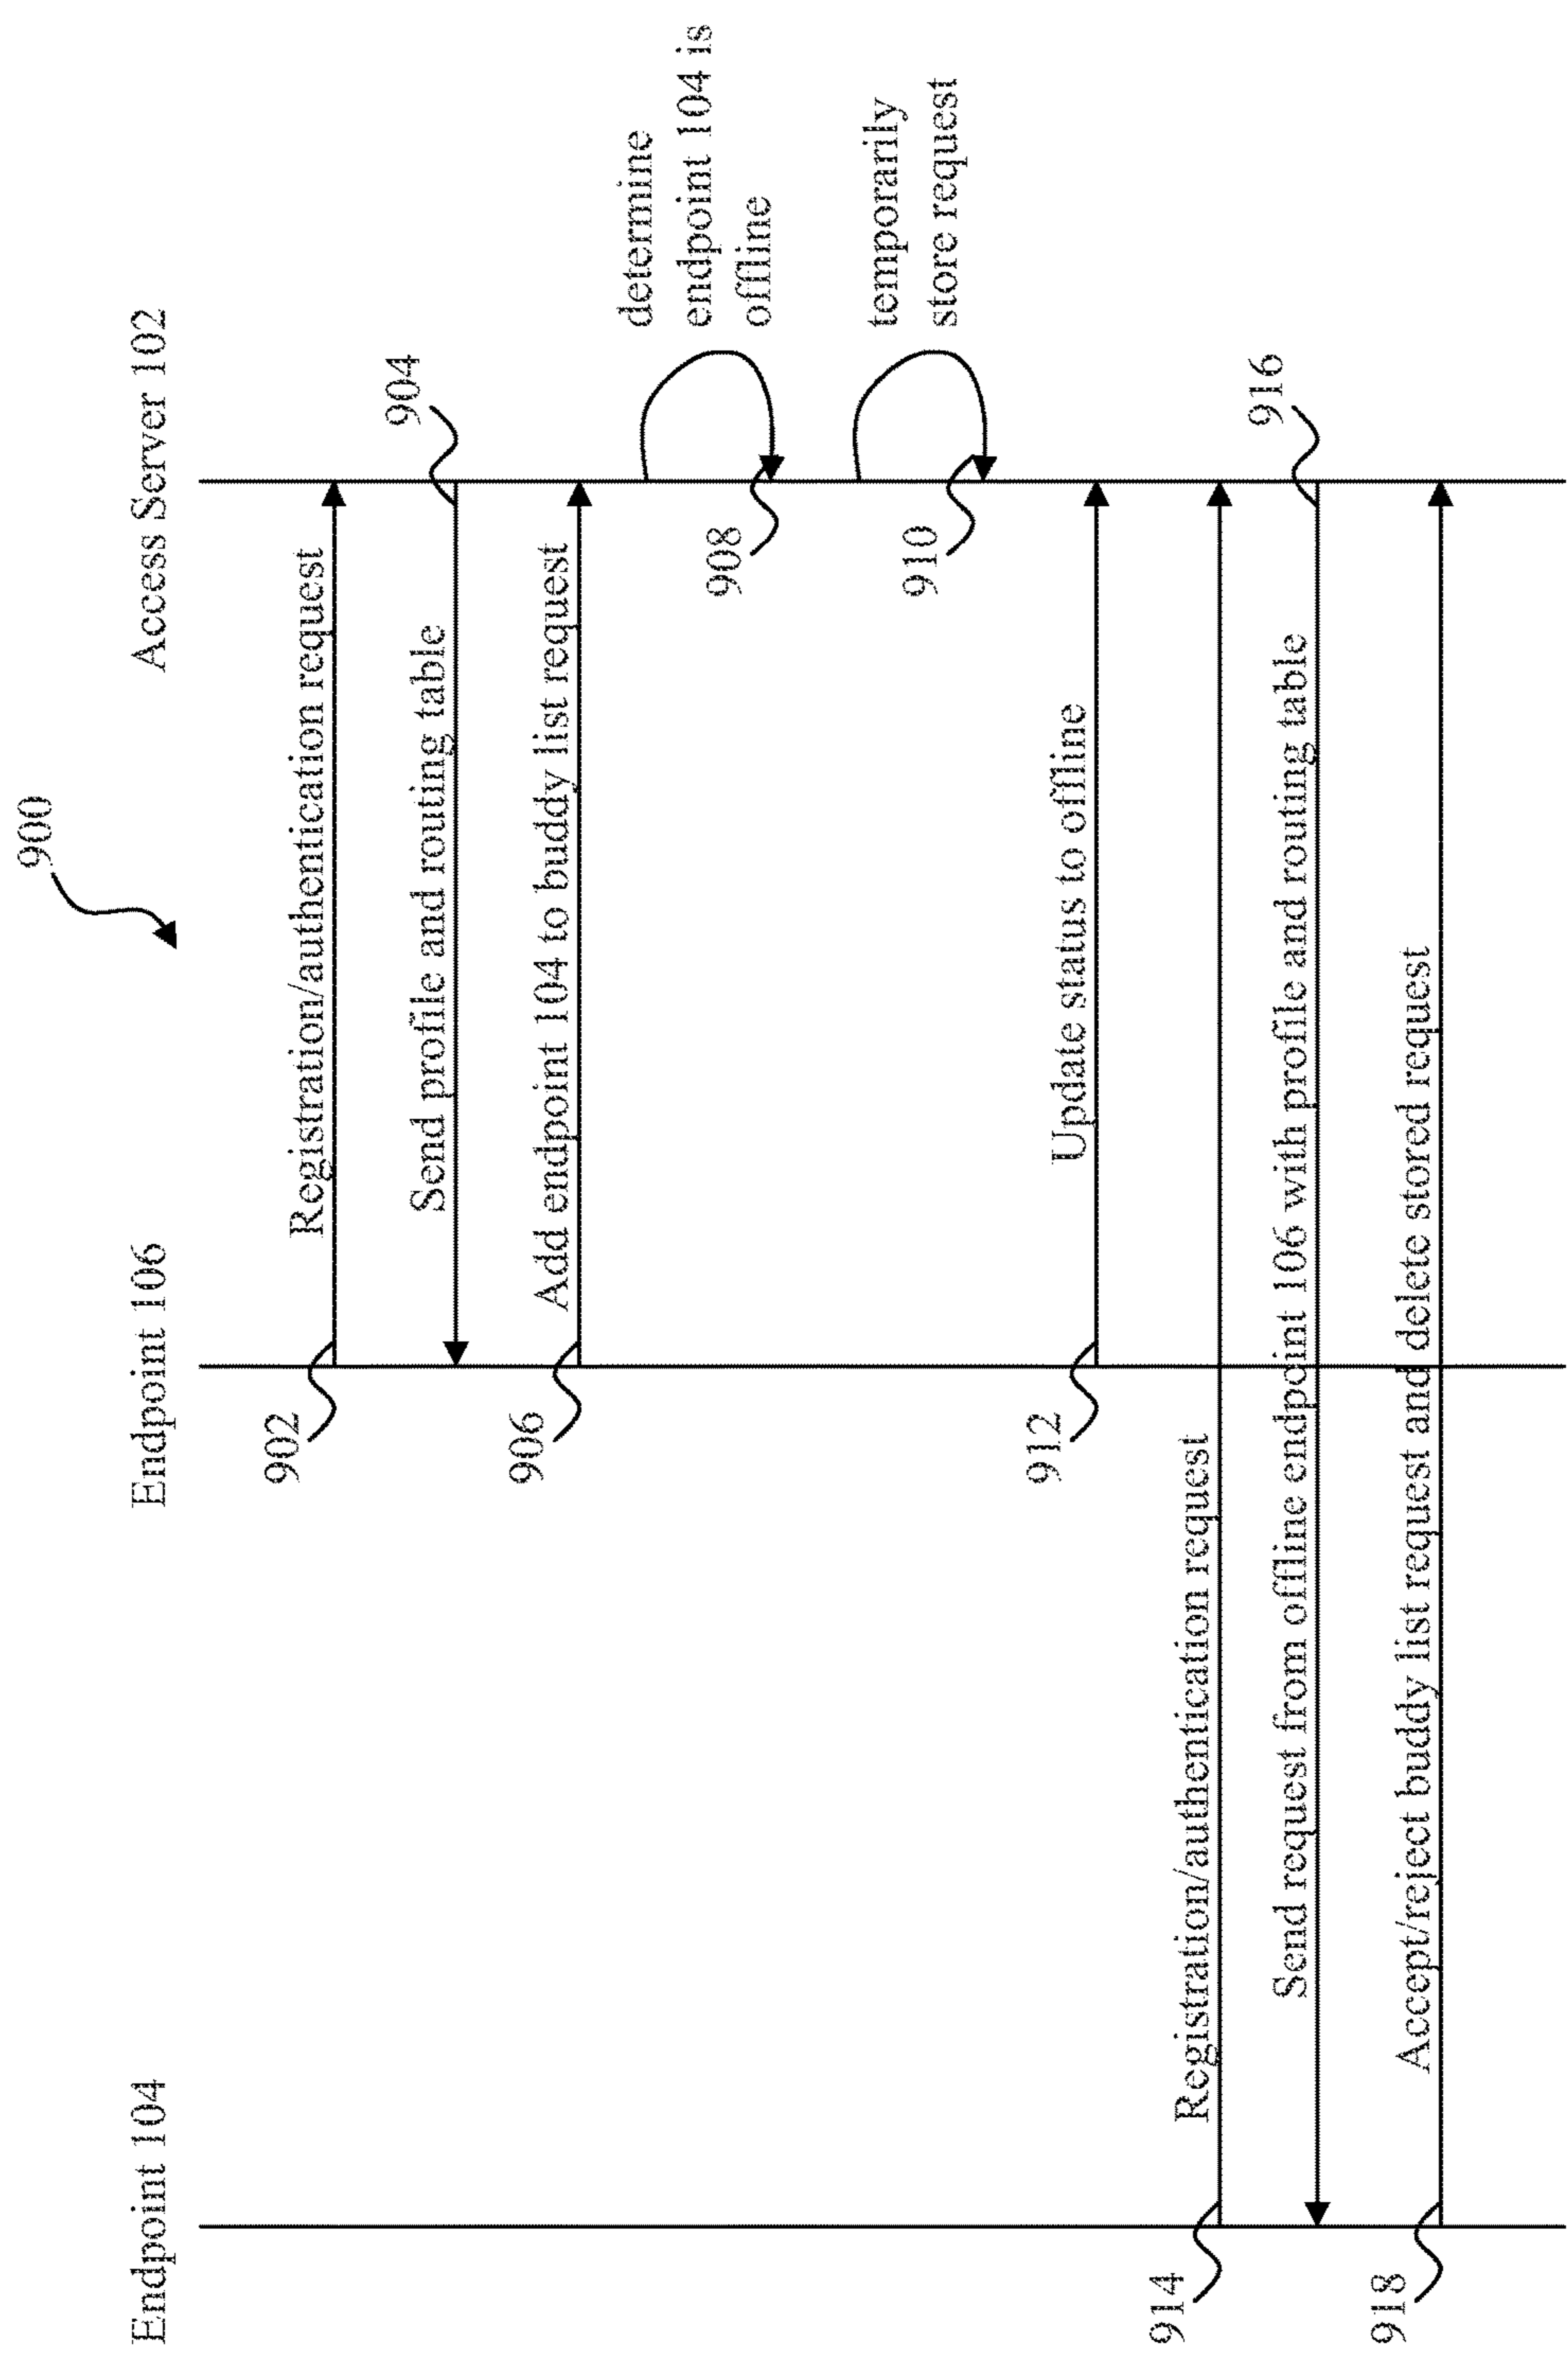 900
Endpoint 104
Endpoint 106
Access Server 102
902
Registration/authentication request
904
Send profile and routing table
906
Add endpoint 104 to buddy list request
determine
endpoint 104 is
offline
908
temporarily
store request
910
912
Update status to offline
914
Registration/authentication request
916
Send request from offline endpoint 106 with profile and routing table
918
Accept/reject buddy list request and delete stored request